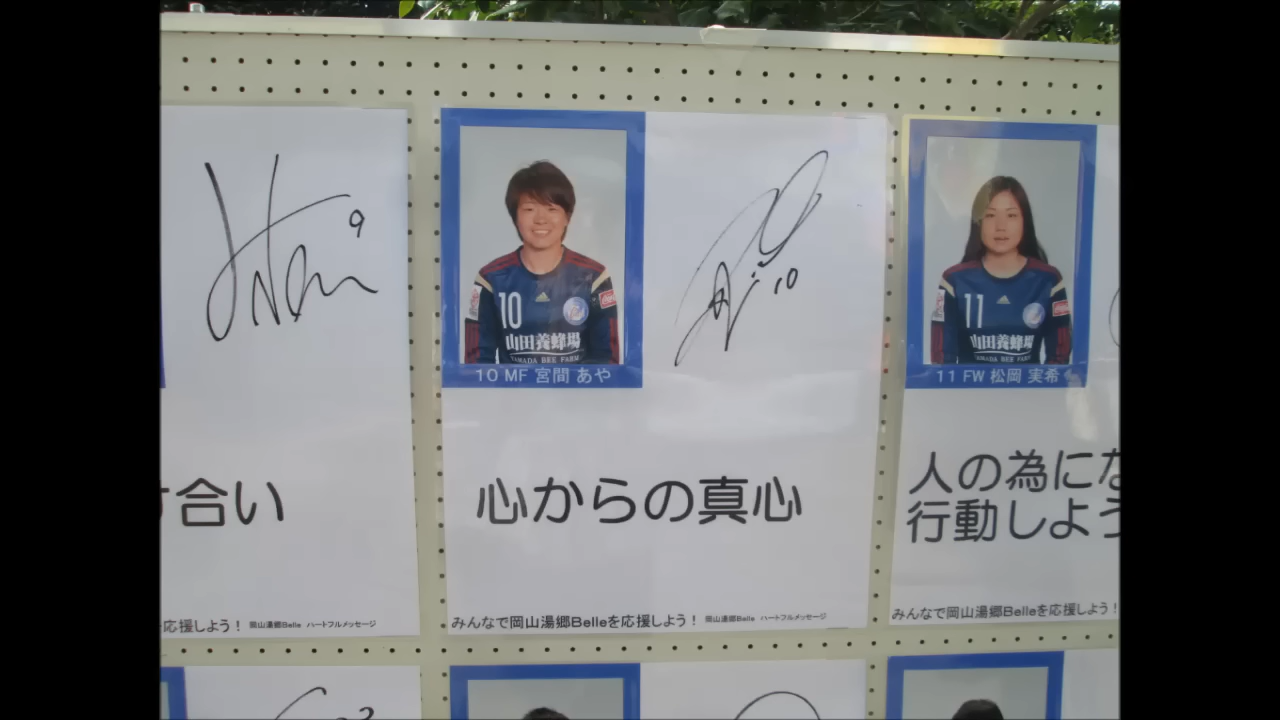 9
け合い
応援しよう! 岡山湯郷Belle ハートフルメッセージ
10
山田養蜂場
YAMADA BEE FARM
10 MF 宮間 あや
10
心からの真心
みんなで岡山湯郷Belleを応援しよう! 岡山湯郷Belle ハートフルメッセージ
11
山田養蜂場
YAMADA BEE FARM
11 FW 松岡 実希
人の為にな
行動しよう
みんなで岡山湯郷Belleを応援しよう!